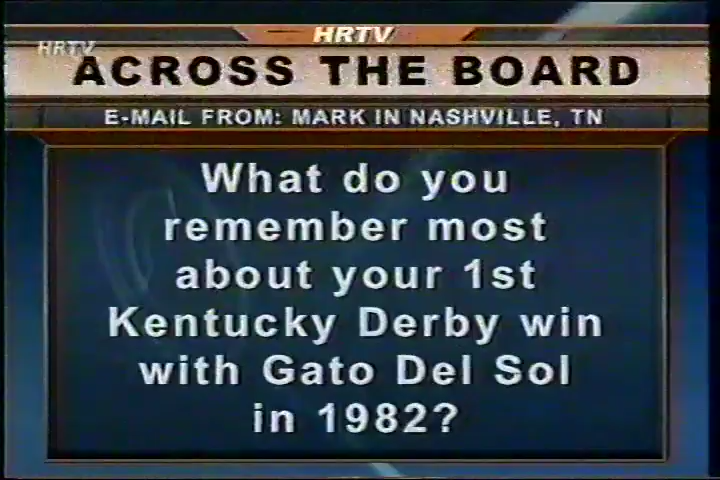 HRTV
HRTV
ACROSS THE BOARD
E-MAIL FROM: MARK IN NASHVILLE, TN
What do you
remember most
about your 1st
Kentucky Derby win
with Gato Del Sol
in 1982?